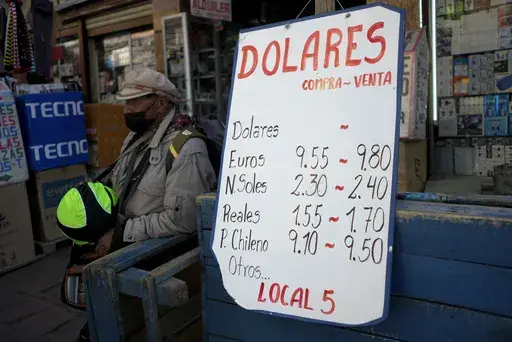 ALQUILER
TECNO
TECNO
DOLARES
COMPRA ~ VENTA
Dolares ~
Euros 9.55 ~ 9.80
N. Soles 2.30 ~ 2.40
Reales 1.55 ~ 1.70
P. Chileno 9.10 ~ 9.50
Otros...
LOCAL 5